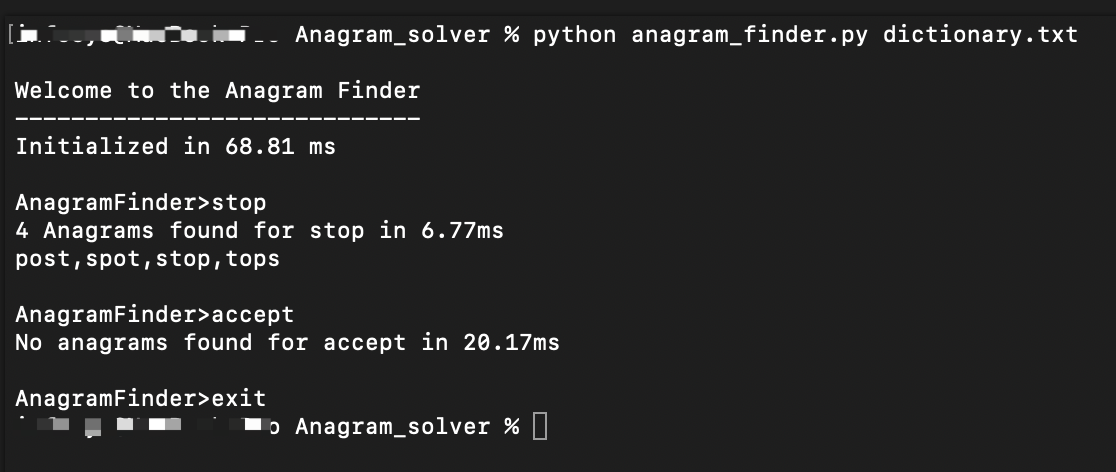 Anagram_solver % python anagram_finder.py dictionary.txt
Welcome to the Anagram Finder
-----------------------------
Initialized in 68.81 ms
AnagramFinder>stop
4 Anagrams found for stop in 6.77ms
post,spot,stop,tops
AnagramFinder>accept
No anagrams found for accept in 20.17ms
AnagramFinder>exit
Anagram_solver %